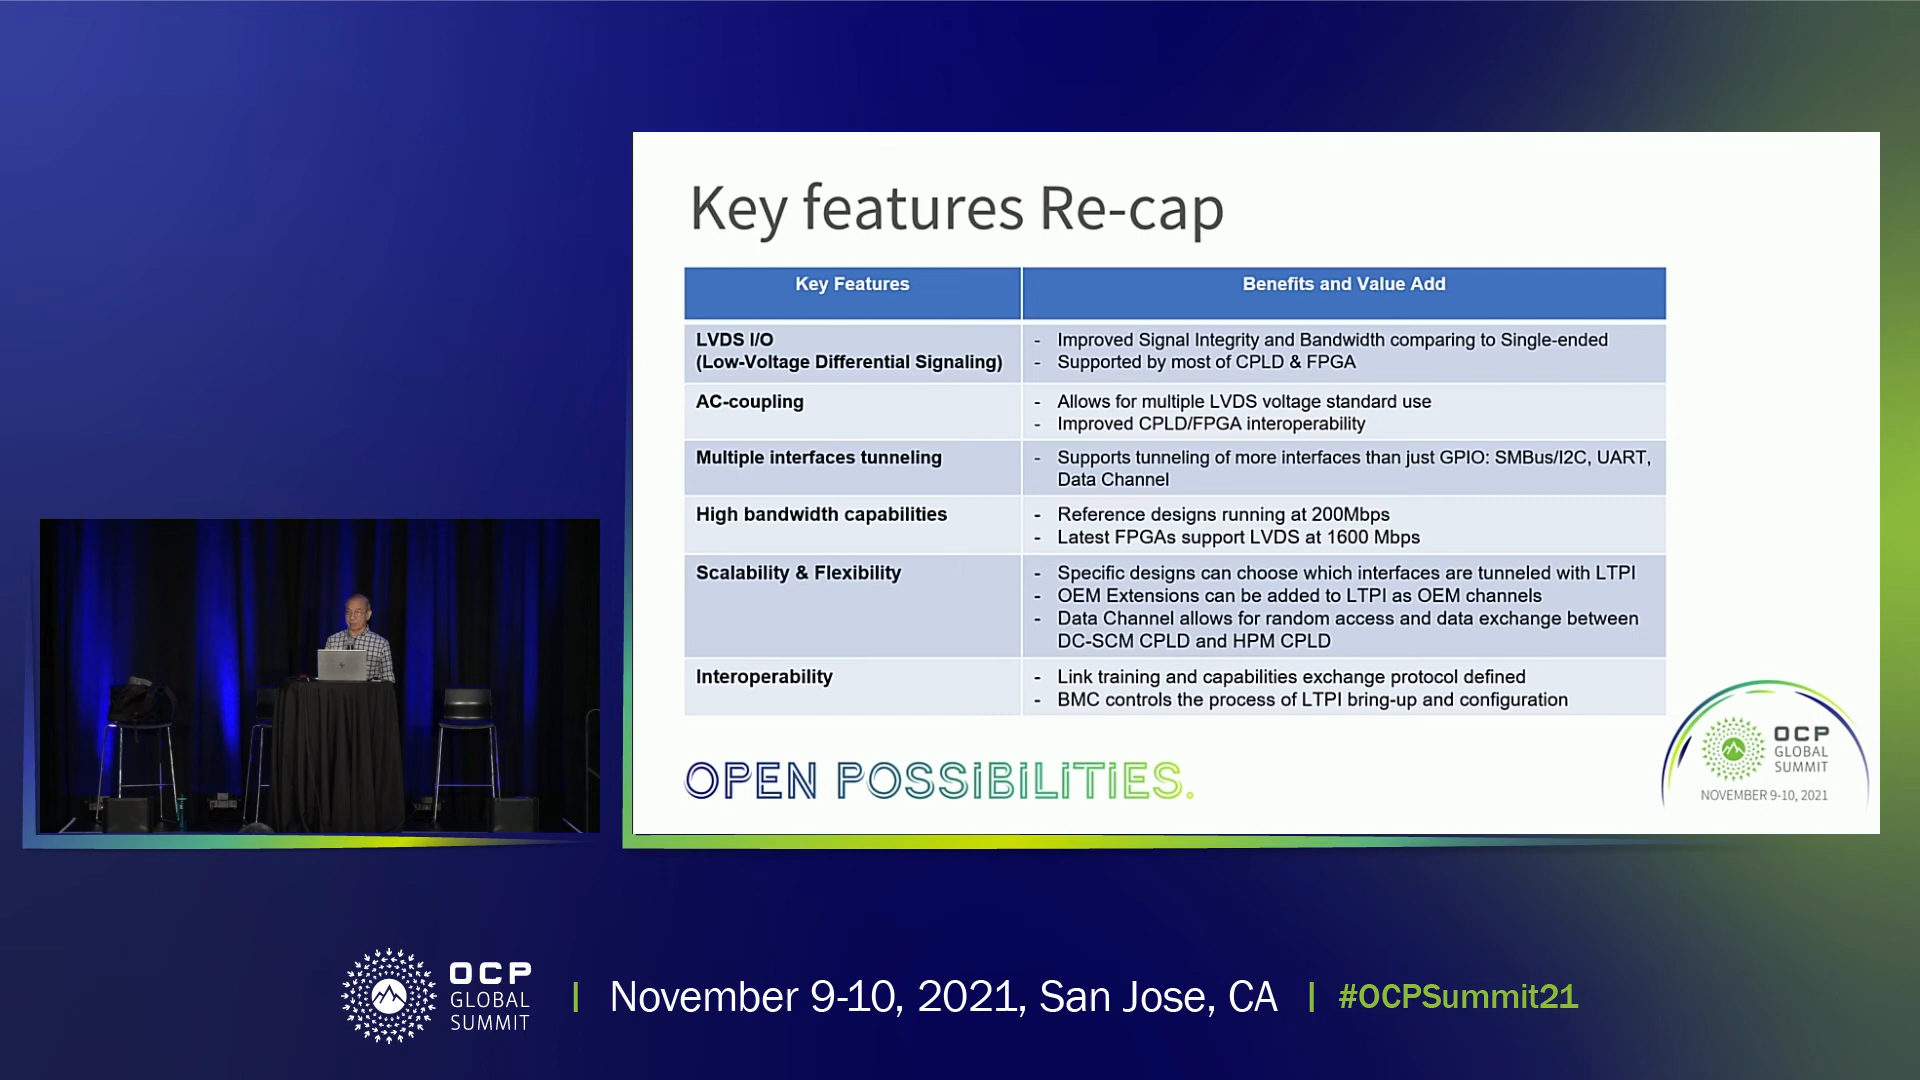 Key features Re-cap
Key Features
Benefits and Value Add
LVDS I/O
(Low-Voltage Differential Signaling)
- Improved Signal Integrity and Bandwidth comparing to Single-ended
- Supported by most of CPLD & FPGA
AC-coupling
- Allows for multiple LVDS voltage standard use
- Improved CPLD/FPGA interoperability
Multiple interfaces tunneling
- Supports tunneling of more interfaces than just GPIO: SMBus/I2C, UART,
Data Channel
High bandwidth capabilities
- Reference designs running at 200Mbps
- Latest FPGAs support LVDS at 1600 Mbps
Scalability & Flexibility
- Specific designs can choose which interfaces are tunneled with LTPI
- OEM Extensions can be added to LTPI as OEM channels
- Data Channel allows for random access and data exchange between
DC-SCM CPLD and HPM CPLD
Interoperability
- Link training and capabilities exchange protocol defined
- BMC controls the process of LTPI bring-up and configuration
OPEN POSSIBILITIES.
OCP
GLOBAL
SUMMIT
NOVEMBER 9-10, 2021
OCP
GLOBAL
SUMMIT
| November 9-10, 2021, San Jose, CA | #OCPSummit21